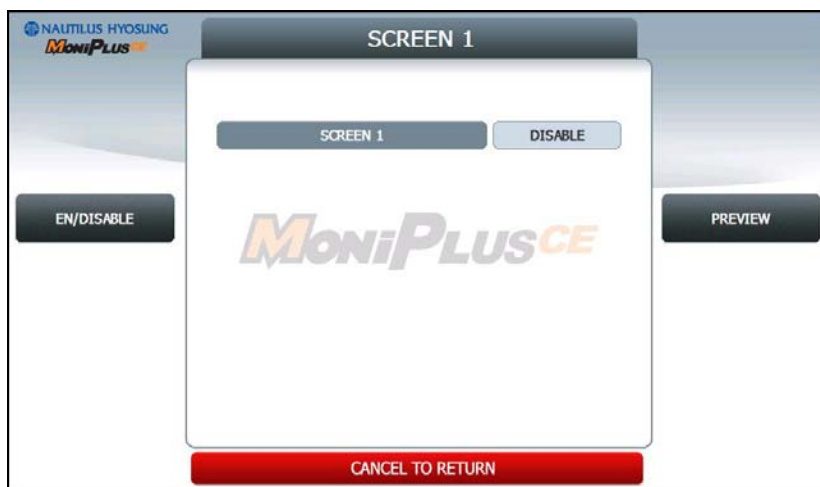 NAUTILUS HYOSUNG
MoniPlusCE
SCREEN 1
SCREEN 1 DISABLE
EN/DISABLE
PREVIEW
MoniPlusCE
CANCEL TO RETURN